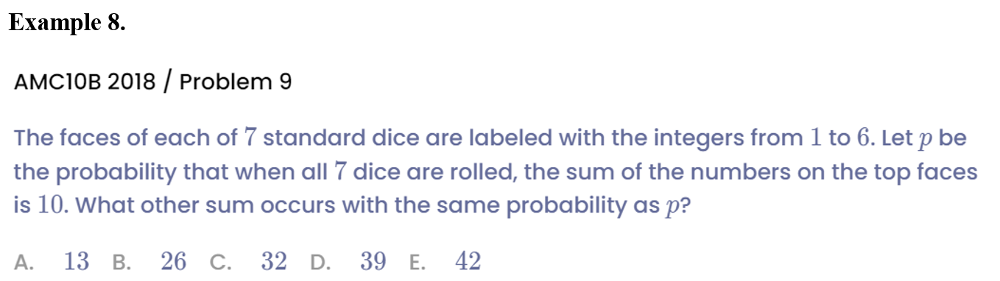 Example 8.
AMC10B 2018 / Problem 9
The faces of each of 7 standard dice are labeled with the integers from 1 to 6. Let p be
the probability that when all 7 dice are rolled, the sum of the numbers on the top faces
is 10. What other sum occurs with the same probability as p?
A. 13 B. 26 C. 32 D. 39 E. 42